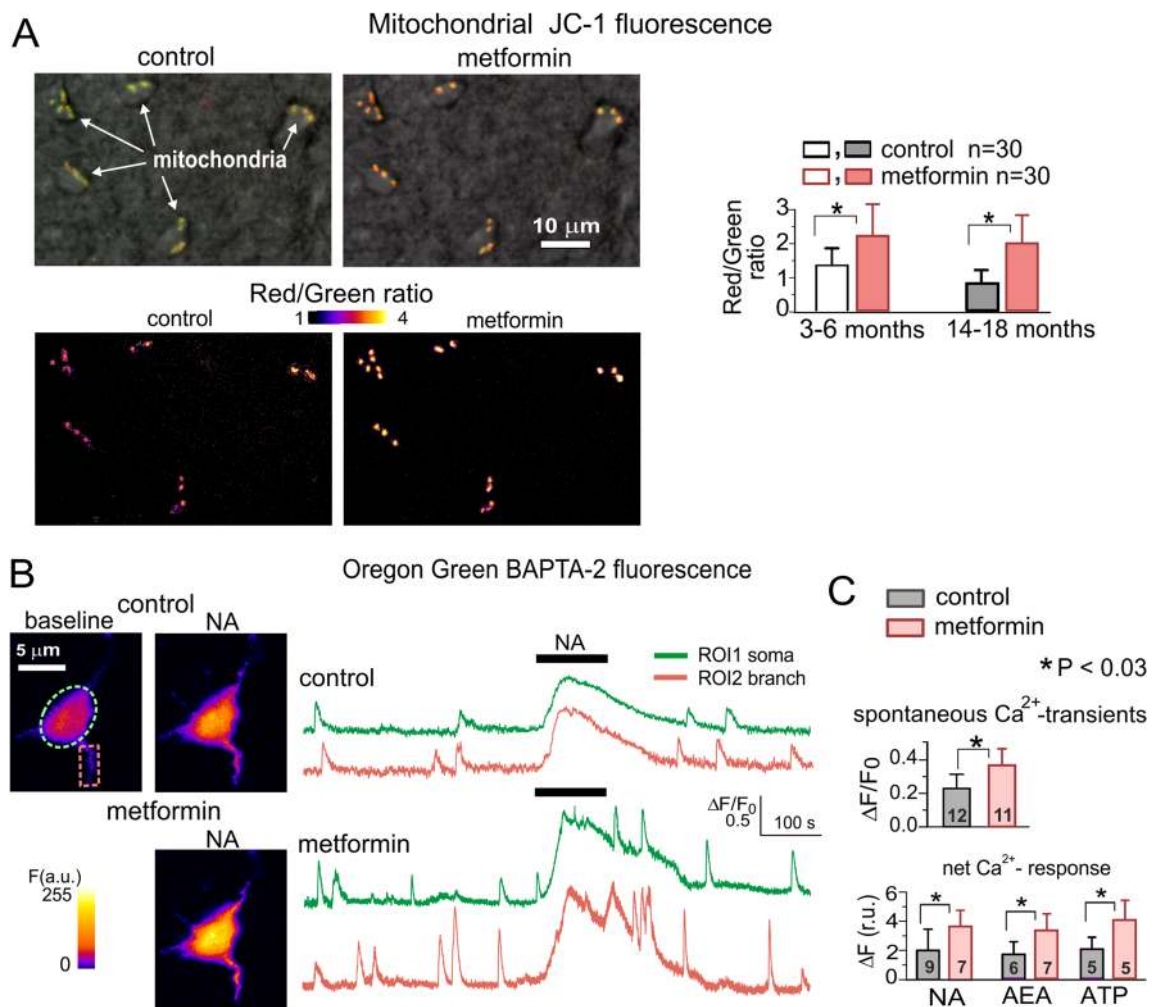 A
Mitochondrial JC-1 fluorescence
control
metformin
mitochondria
10 μm
Red/Green ratio
control
1
4
metformin
, control n=30
, metformin n=30
Red/Green
ratio
3
2
1
0
*
*
3-6 months
14-18 months
B
Oregon Green BAPTA-2 fluorescence
control
baseline
NA
5 μm
metformin
NA
F(a.u.)
255
0
NA
ROI1 soma
ROI2 branch
control
ΔF/F₀
0.5
100 s
metformin
C
control
metformin
* P < 0.03
spontaneous Ca²⁺-transients
ΔF/F₀
0.4
0.2
0.0
*
12
11
net Ca²⁺- response
ΔF (r.u.)
6
4
2
0
*
*
*
9
7
6
7
5
5
NA
AEA
ATP